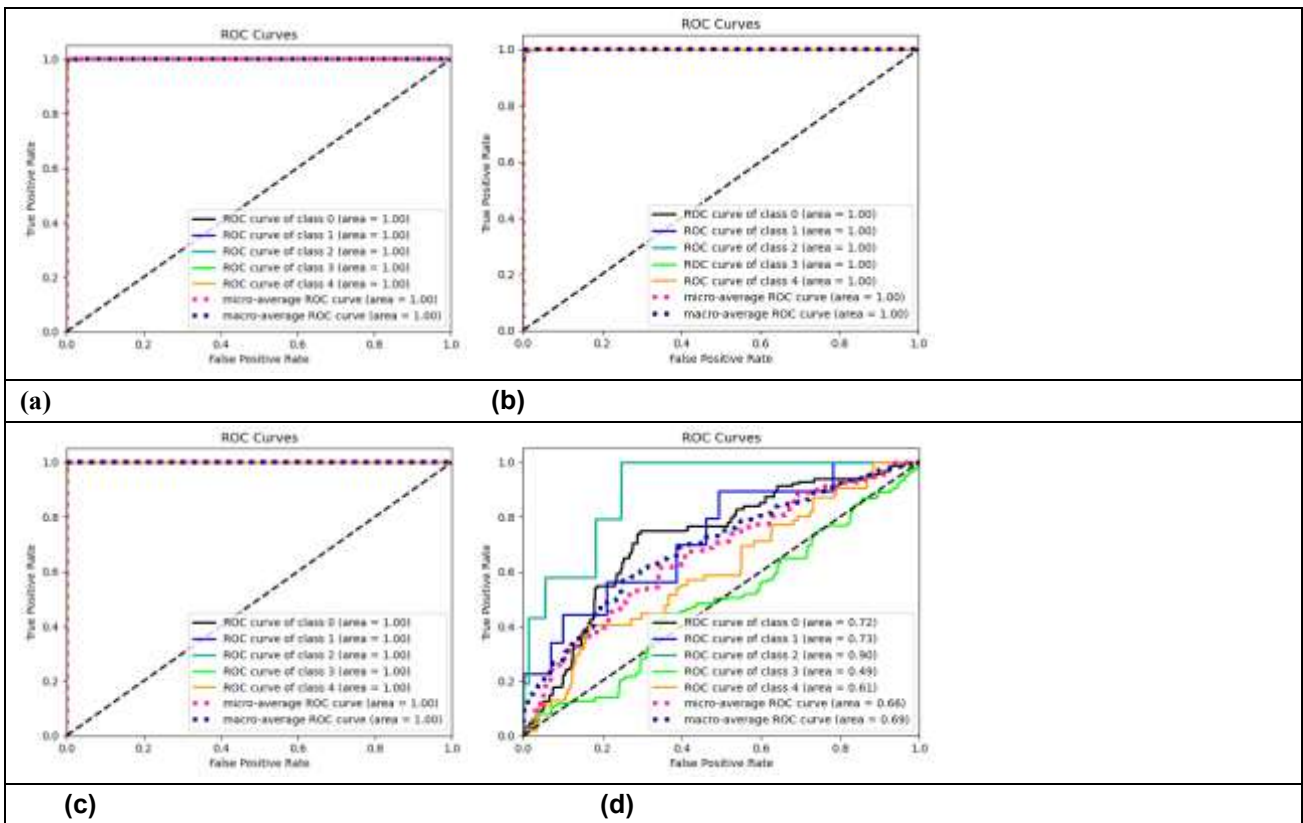 ROC Curves
1.0
0.8
0.6
0.4
0.2
0.0
True Positive Rate
ROC curve of class 0 (area = 1.00)
ROC curve of class 1 (area = 1.00)
ROC curve of class 2 (area = 1.00)
ROC curve of class 3 (area = 1.00)
ROC curve of class 4 (area = 1.00)
micro-average ROC curve (area = 1.00)
macro-average ROC curve (area = 1.00)
0.0 0.2 0.4 0.6 0.8 1.0
False Positive Rate
ROC Curves
1.0
0.8
0.6
0.4
0.2
0.0
True Positive Rate
ROC curve of class 0 (area = 1.00)
ROC curve of class 1 (area = 1.00)
ROC curve of class 2 (area = 1.00)
ROC curve of class 3 (area = 1.00)
ROC curve of class 4 (area = 1.00)
micro-average ROC curve (area = 1.00)
macro-average ROC curve (area = 1.00)
0.0 0.2 0.4 0.6 0.8 1.0
False Positive Rate
(a) (b)
ROC Curves
1.0
0.8
0.6
0.4
0.2
0.0
True Positive Rate
ROC curve of class 0 (area = 1.00)
ROC curve of class 1 (area = 1.00)
ROC curve of class 2 (area = 1.00)
ROC curve of class 3 (area = 1.00)
ROC curve of class 4 (area = 1.00)
micro-average ROC curve (area = 1.00)
macro-average ROC curve (area = 1.00)
0.0 0.2 0.4 0.6 0.8 1.0
False Positive Rate
ROC Curves
1.0
0.8
0.6
0.4
0.2
0.0
True Positive Rate
ROC curve of class 0 (area = 0.72)
ROC curve of class 1 (area = 0.73)
ROC curve of class 2 (area = 0.90)
ROC curve of class 3 (area = 0.49)
ROC curve of class 4 (area = 0.61)
micro-average ROC curve (area = 0.66)
macro-average ROC curve (area = 0.69)
0.0 0.2 0.4 0.6 0.8 1.0
False Positive Rate
(c) (d)